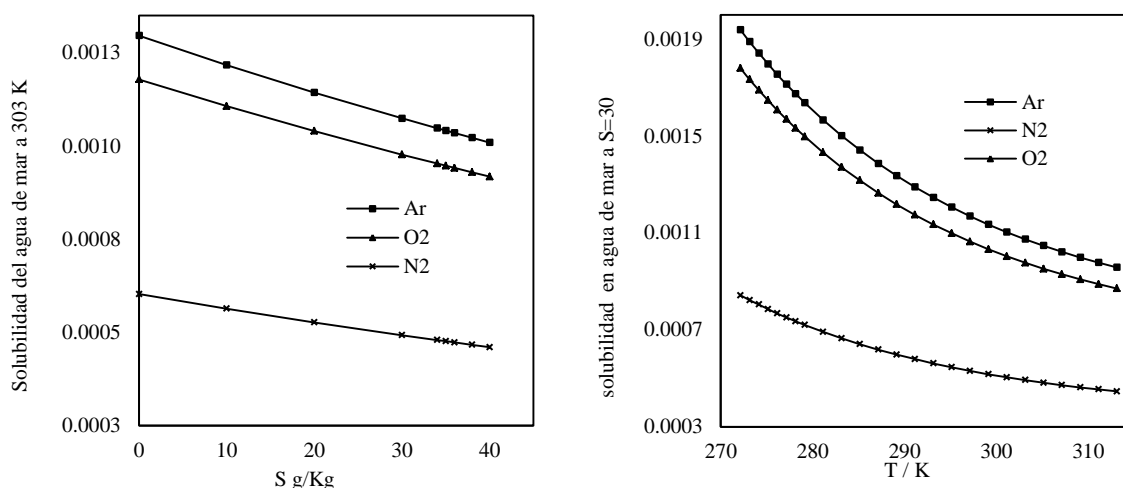 Solubilidad del agua de mar a 303 K
0.0013
0.0010
0.0008
0.0005
0.0003
Ar
O2
N2
0 10 20 30 40
S g/Kg
solubilidad en agua de mar a S=30
0.0019
0.0015
0.0011
0.0007
0.0003
Ar
N2
O2
270 280 290 300 310
T / K